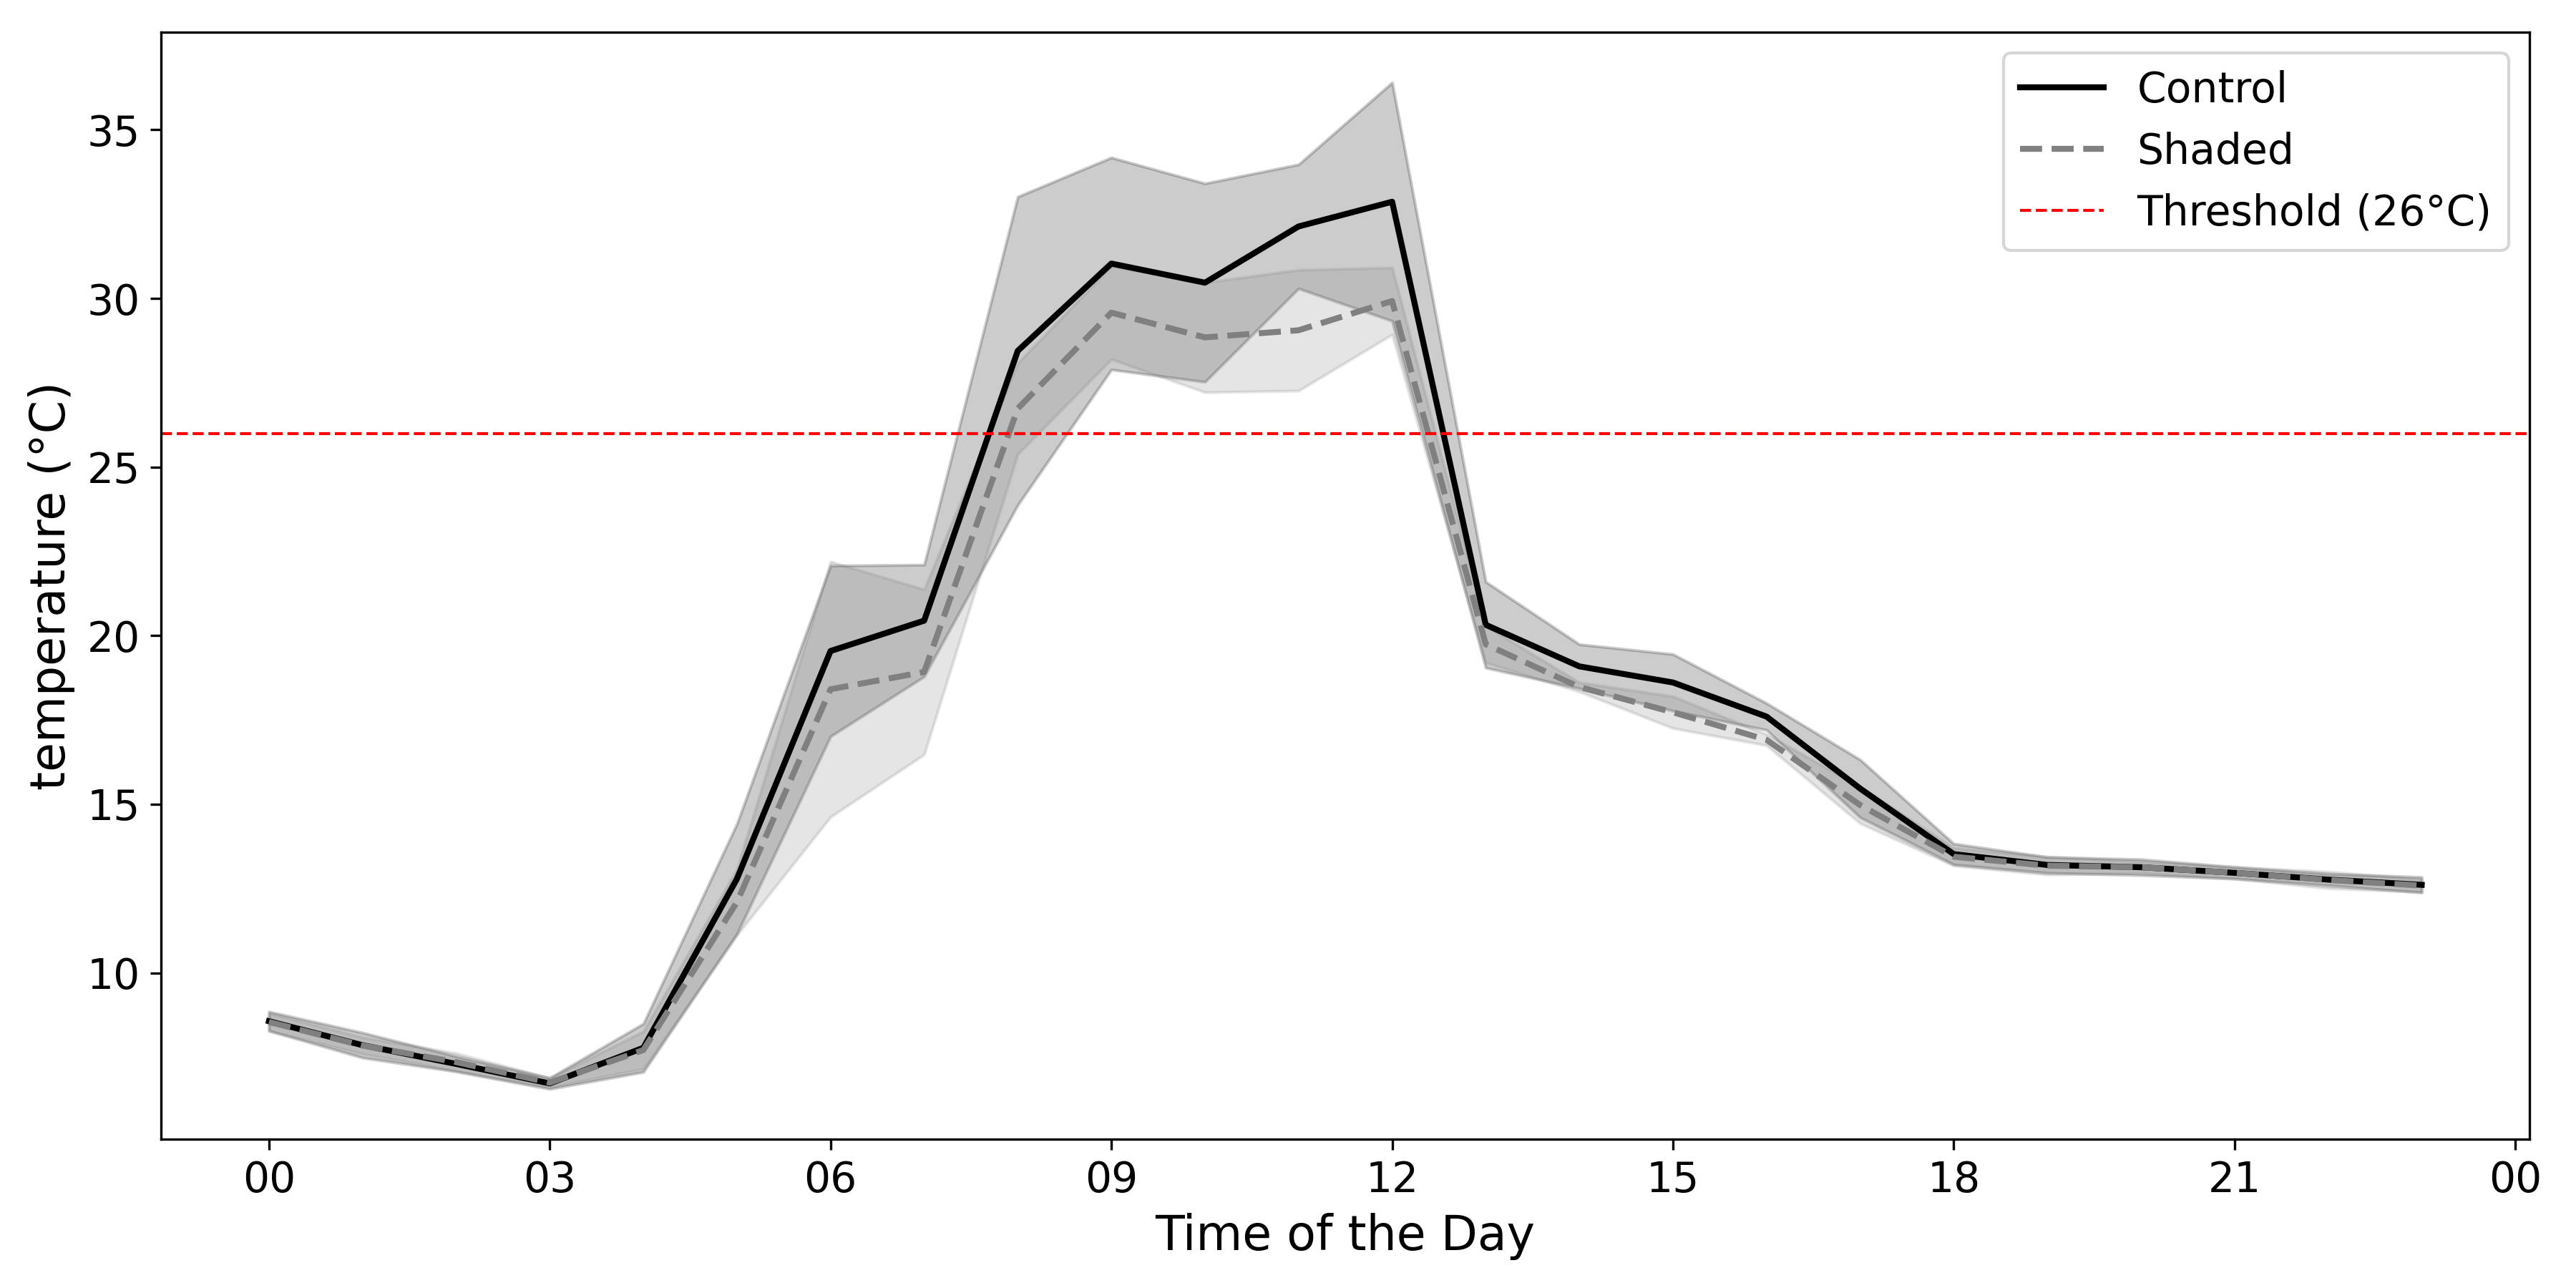 Control
Shaded
Threshold (26°C)
35
30
25
20
15
10
temperature (°C)
00 03 06 09 12 15 18 21 00
Time of the Day